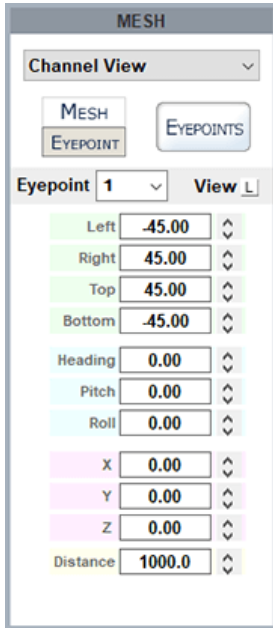 MESH
Channel View
MESH
EYEPOINT
EYEPOINTS
Eyepoint 1 View L
Left -45.00
Right 45.00
Top 45.00
Bottom -45.00
Heading 0.00
Pitch 0.00
Roll 0.00
X 0.00
Y 0.00
Z 0.00
Distance 1000.0